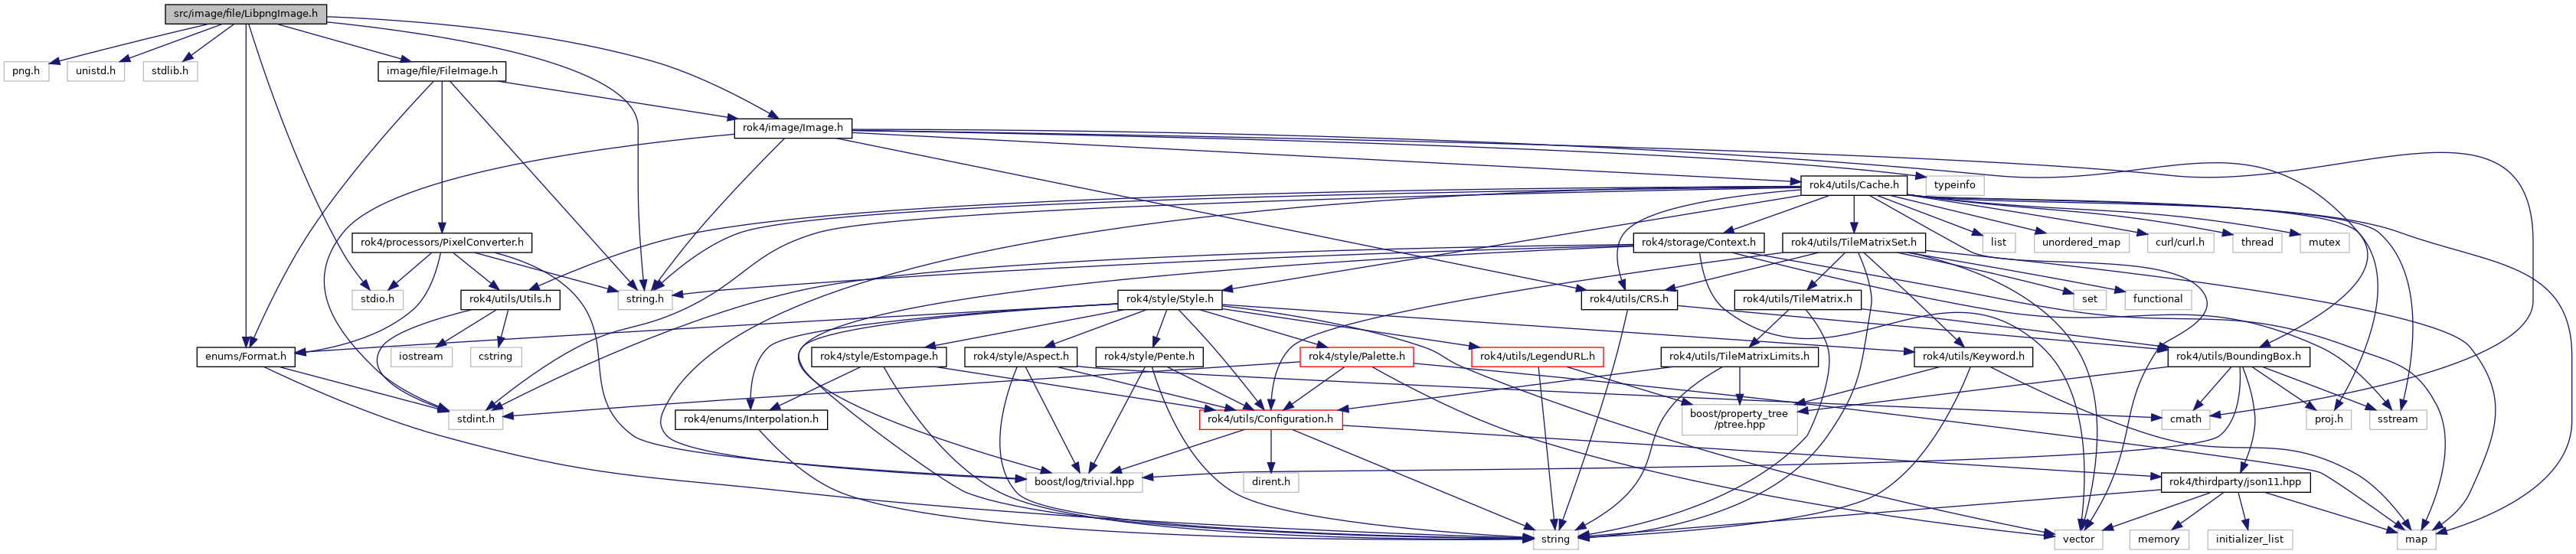 src/image/file/LibpngImage.h
png.h
unistd.h
stdlib.h
image/file/FileImage.h
rok4/image/Image.h
rok4/utils/Cache.h
typeinfo
rok4/processors/PixelConverter.h
rok4/storage/Context.h
rok4/utils/TileMatrixSet.h
list
unordered_map
curl/curl.h
thread
mutex
stdio.h
rok4/utils/Utils.h
string.h
rok4/style/Style.h
rok4/utils/CRS.h
rok4/utils/TileMatrix.h
set
functional
enums/Format.h
iostream
cstring
rok4/style/Estompage.h
rok4/style/Aspect.h
rok4/style/Pente.h
rok4/style/Palette.h
rok4/utils/LegendURL.h
rok4/utils/TileMatrixLimits.h
rok4/utils/Keyword.h
rok4/utils/BoundingBox.h
stdint.h
rok4/enums/Interpolation.h
rok4/utils/Configuration.h
boost/property_tree
/ptree.hpp
cmath
proj.h
sstream
boost/log/trivial.hpp
dirent.h
rok4/thirdparty/json11.hpp
string
vector
memory
initializer_list
map